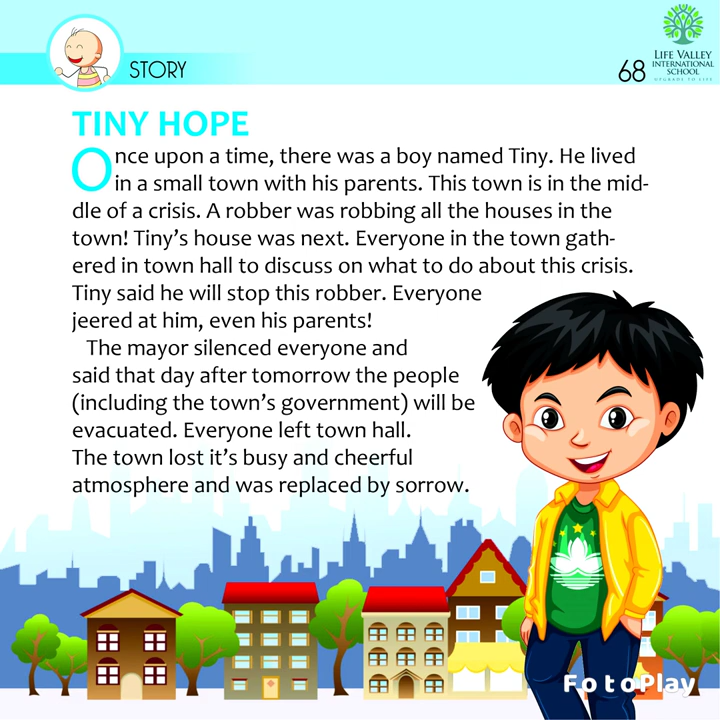 STORY
68
LIFE VALLEY
INTERNATIONAL
SCHOOL
UPGRADE TO LIFE
TINY HOPE
Once upon a time, there was a boy named Tiny. He lived
in a small town with his parents. This town is in the mid-
dle of a crisis. A robber was robbing all the houses in the
town! Tiny’s house was next. Everyone in the town gath-
ered in town hall to discuss on what to do about this crisis.
Tiny said he will stop this robber. Everyone
jeered at him, even his parents!
The mayor silenced everyone and
said that day after tomorrow the people
(including the town’s government) will be
evacuated. Everyone left town hall.
The town lost it’s busy and cheerful
atmosphere and was replaced by sorrow.
FotoPlay